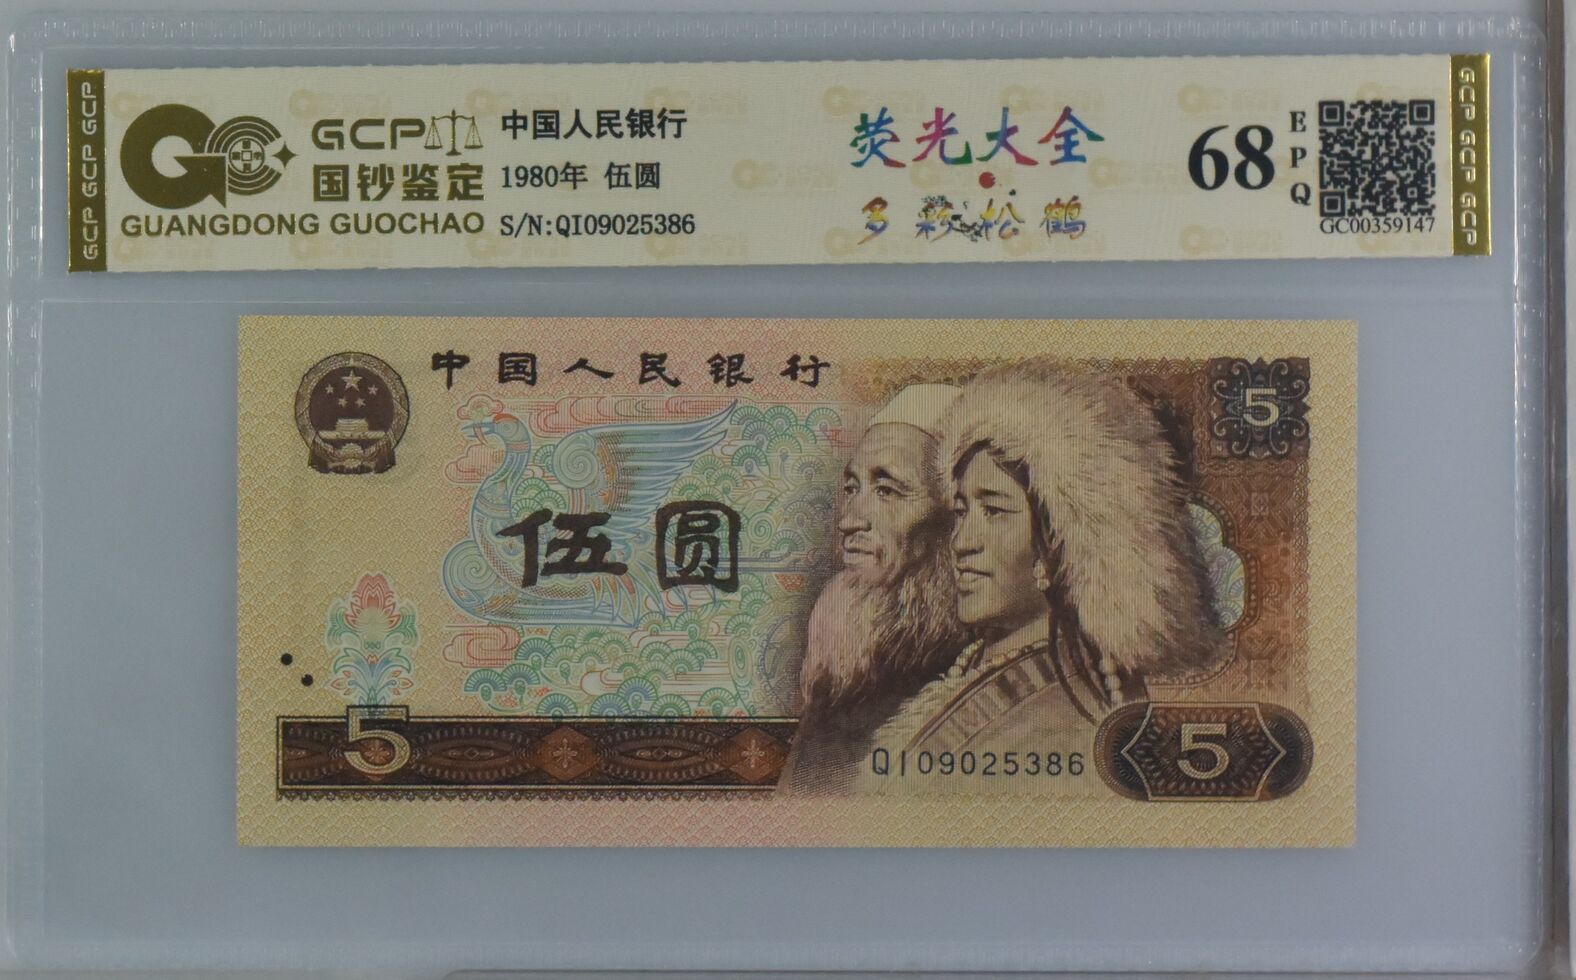 GCP GCP GCP
GCP
国钞鉴定
GUANGDONG GUOCHAO
中国人民银行
1980年 伍圆
S/N:QI09025386
荧光大全
多彩松鹤
68
EPQ
GC00359147
GCP GCP GCP
中国人民银行
5
伍圆
5
QI09025386
5